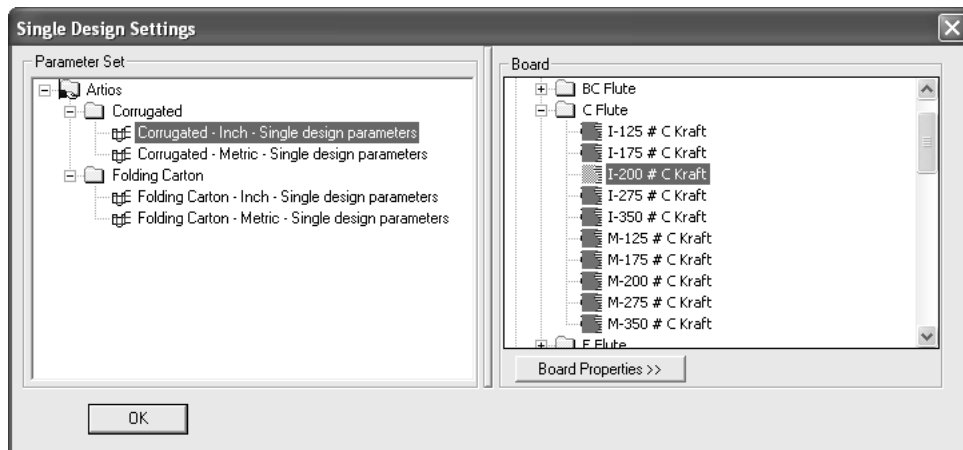 Single Design Settings
Parameter Set
Artios
Corrugated
Corrugated - Inch - Single design parameters
Corrugated - Metric - Single design parameters
Folding Carton
Folding Carton - Inch - Single design parameters
Folding Carton - Metric - Single design parameters
Board
BC Flute
C Flute
I-125 # C Kraft
I-175 # C Kraft
I-200 # C Kraft
I-275 # C Kraft
I-350 # C Kraft
M-125 # C Kraft
M-175 # C Kraft
M-200 # C Kraft
M-275 # C Kraft
M-350 # C Kraft
Flute
Board Properties >>
OK